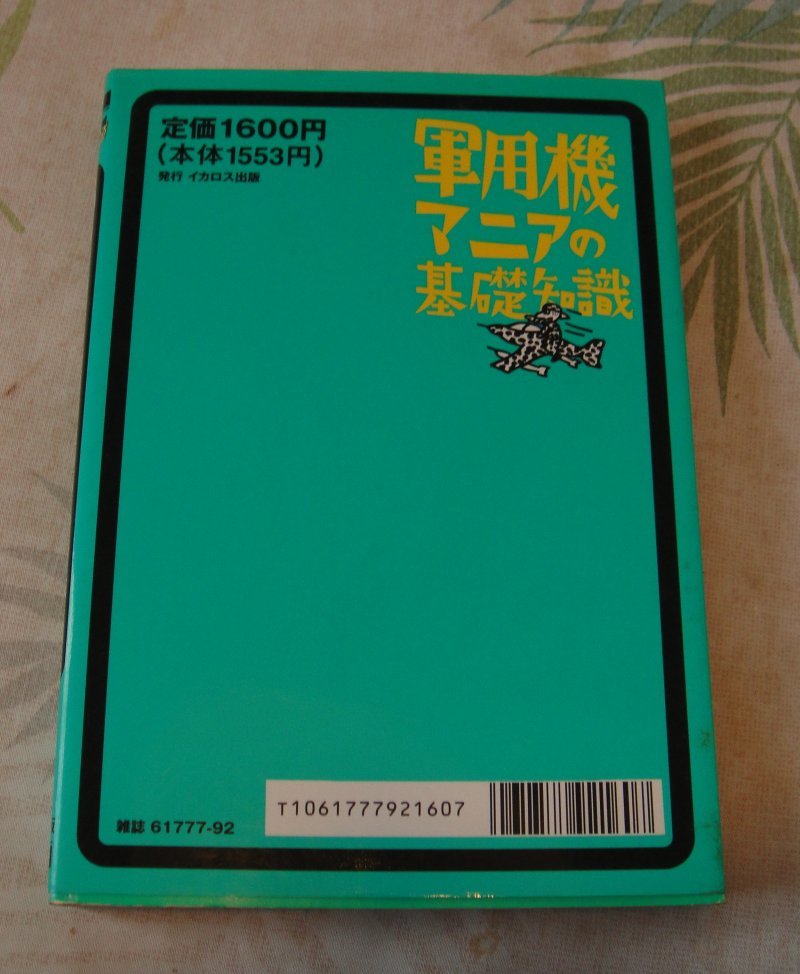 定価1600円
(本体1553円)
発行 イカロス出版
軍用機
マニアの
基礎知識
雑誌 61777-92
T1061777921607